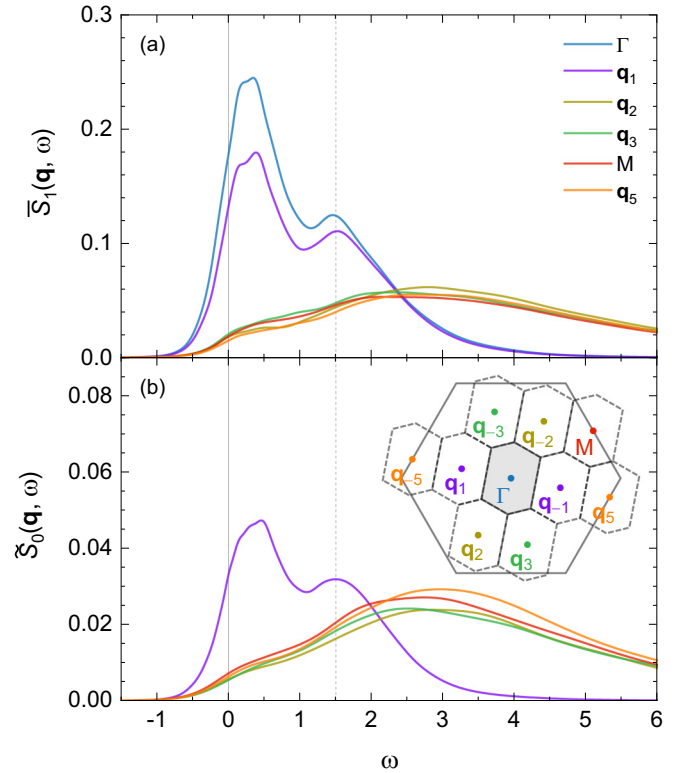 0.3
(a)
Γ
q₁
q₂
q₃
M
q₅
0.2
0.1
0.0
S̄₁(q, ω)
0.08
(b)
q₋₃
q₋₂
M
q₋₅
q₁
Γ
q₋₁
q₅
q₂
q₃
0.06
0.04
0.02
0.00
S̃₀(q, ω)
-1 0 1 2 3 4 5 6
ω